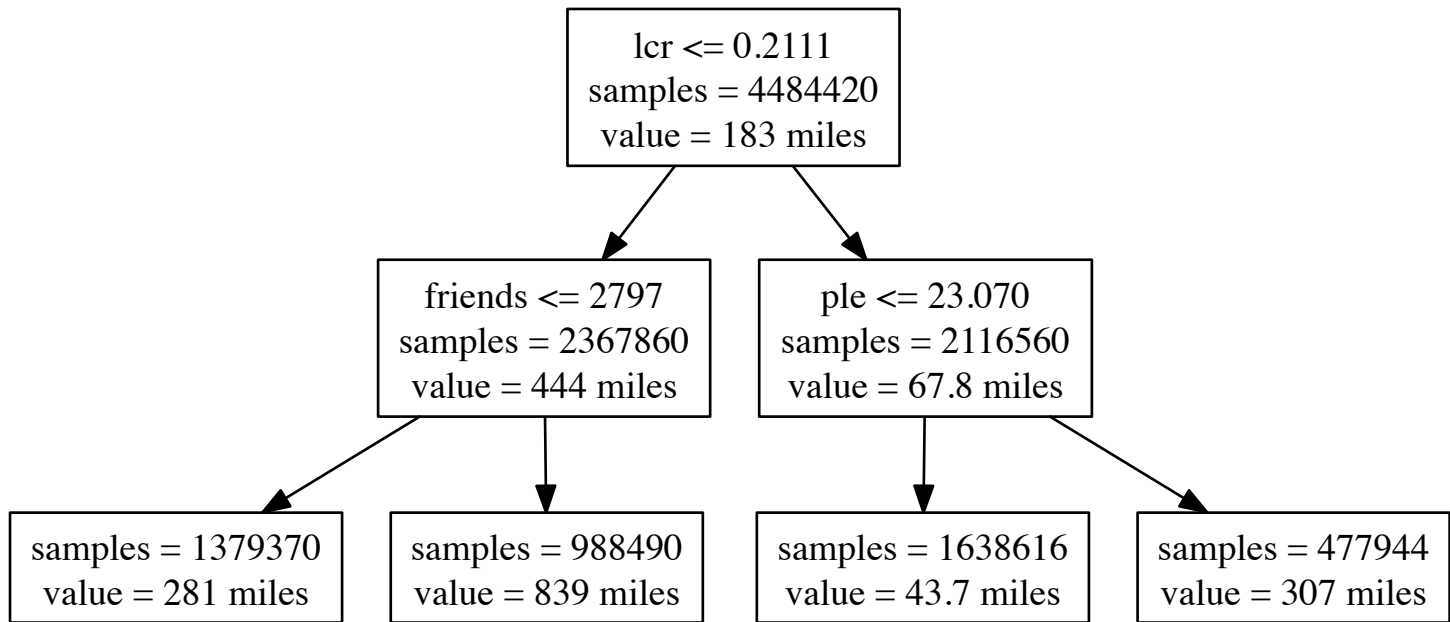 lcr <= 0.2111
samples = 4484420
value = 183 miles
friends <= 2797
samples = 2367860
value = 444 miles
ple <= 23.070
samples = 2116560
value = 67.8 miles
samples = 1379370
value = 281 miles
samples = 988490
value = 839 miles
samples = 1638616
value = 43.7 miles
samples = 477944
value = 307 miles